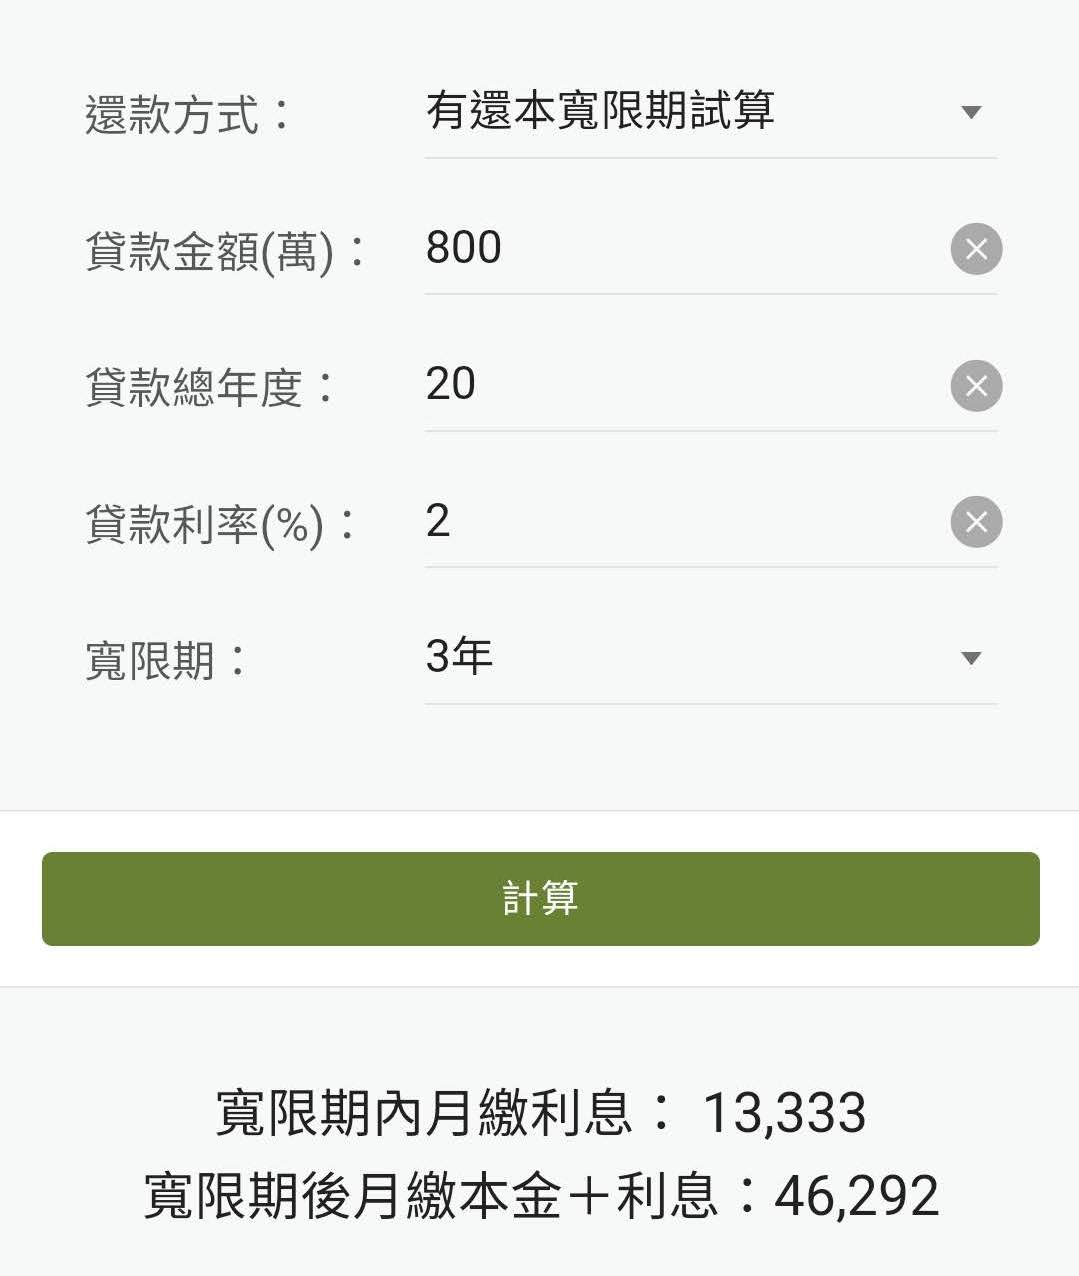 還款方式： 有還本寬限期試算
貸款金額(萬)： 800
貸款總年度： 20
貸款利率(%)： 2
寬限期： 3年
計算
寬限期內月繳利息： 13,333
寬限期後月繳本金＋利息：46,292